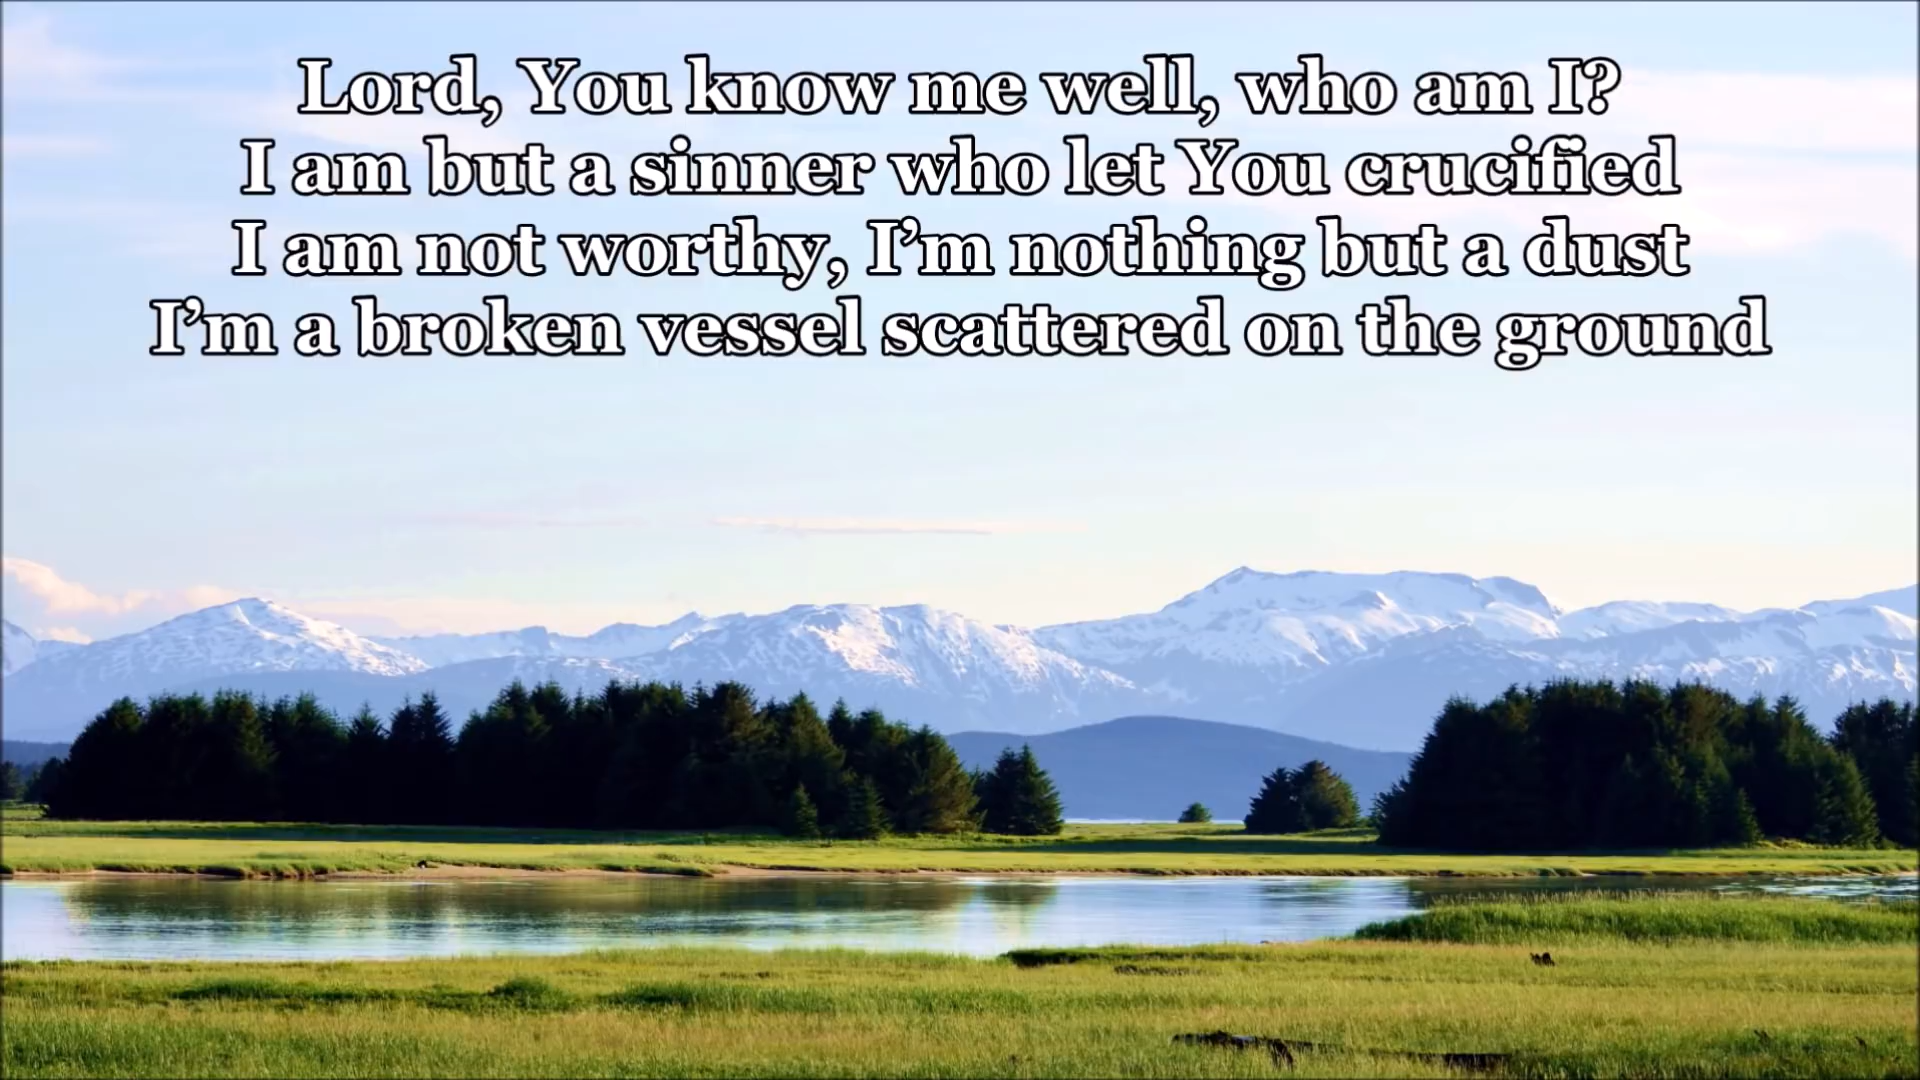 Lord, You know me well, who am I?
I am but a sinner who let You crucified
I am not worthy, I’m nothing but a dust
I’m a broken vessel scattered on the ground